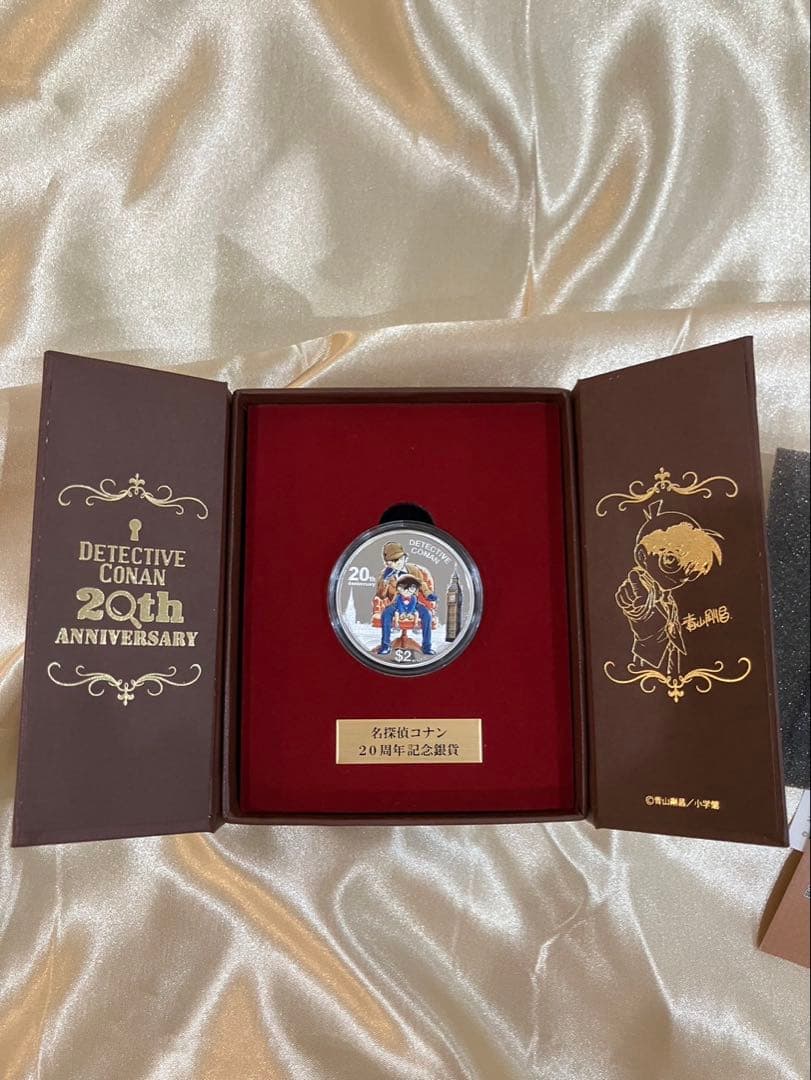 DETECTIVE
CONAN
20th
ANNIVERSARY
DETECTIVE
CONAN
20th
ANNIVERSARY
$2
名探偵コナン
20周年記念銀貨
青山剛昌
©青山剛昌／小学館